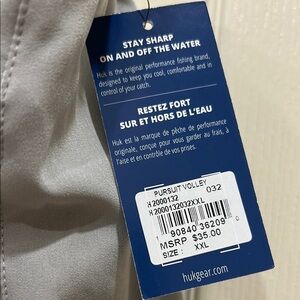 STAY SHARP
ON AND OFF THE WATER
Huk is the original performance fishing brand,
designed to keep you cool, comfortable and in
control of your catch.
RESTEZ FORT
SUR ET HORS DE L'EAU
Huk est la marque de pêche de performance
originale, conçue pour vous garder au frais, à
l'aise et en contrôle de vos prises.
PURSUIT VOLLEY
H2000132 032
H2000132032XXL
190840 36209 0
MSRP $35.00
SIZE : XXL
hukgear.com